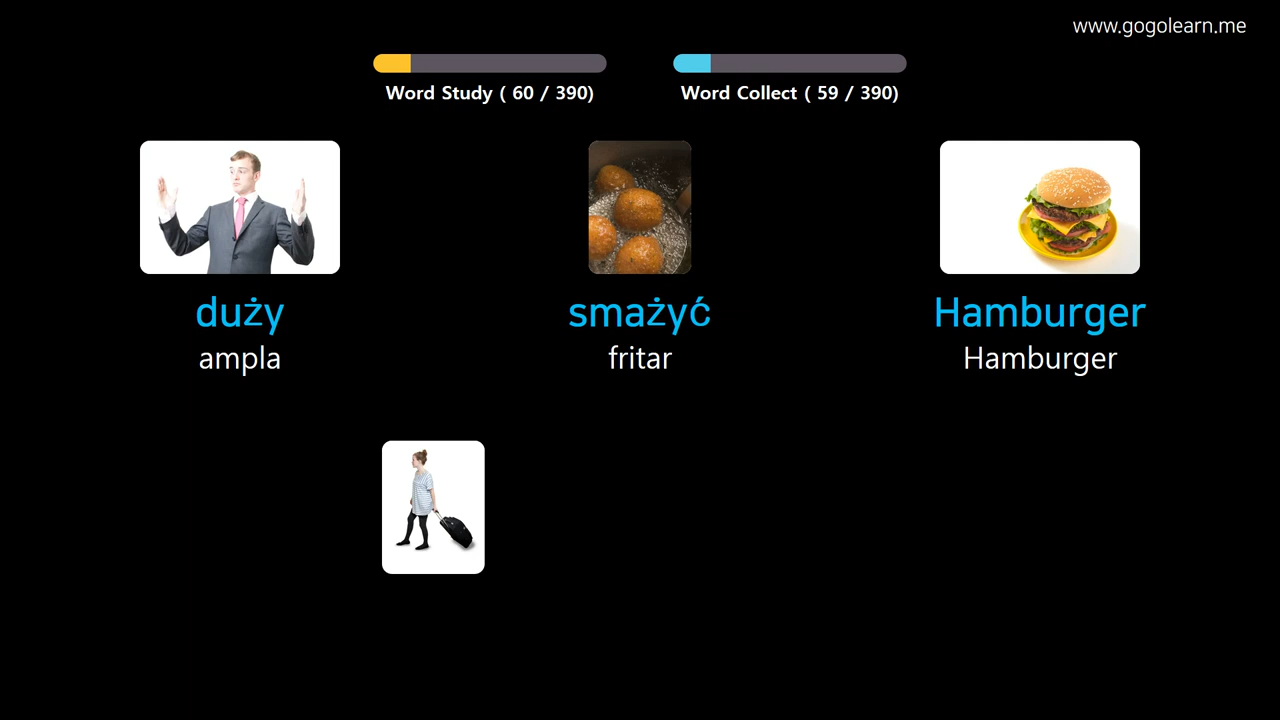 www.gogolearn.me
Word Study ( 60 / 390)
Word Collect ( 59 / 390)
duży
smażyć
Hamburger
ampla
fritar
Hamburger